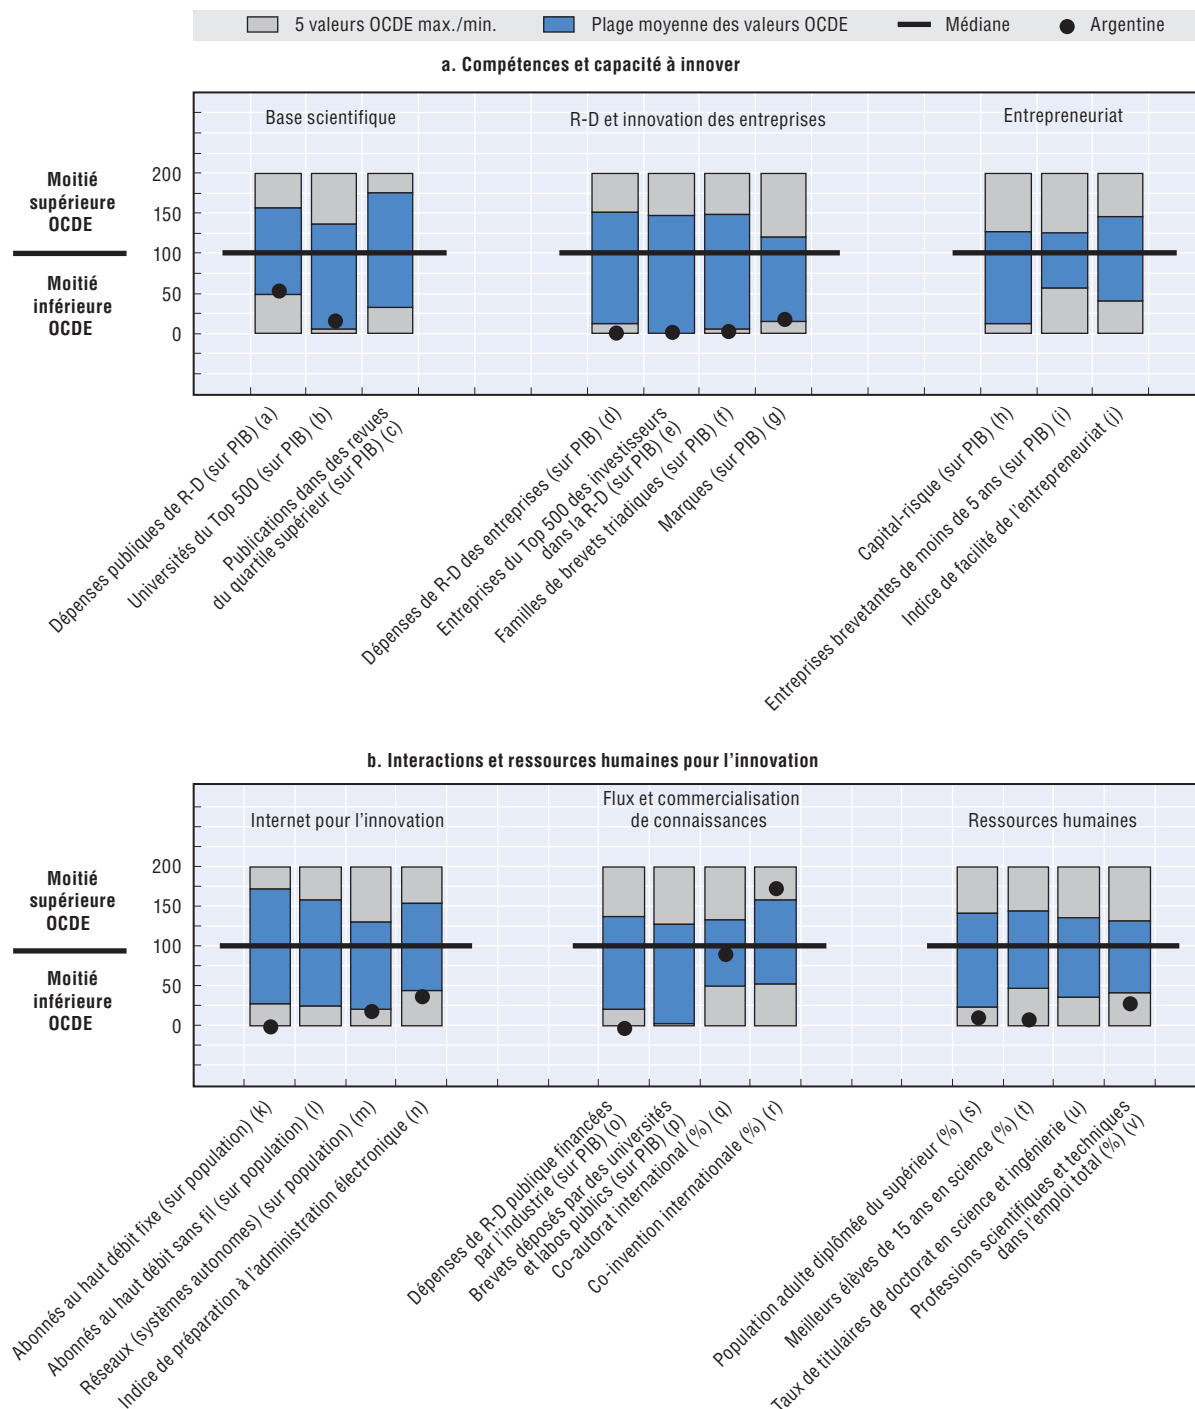 5 valeurs OCDE max./min.
Plage moyenne des valeurs OCDE
Médiane
Argentine
a. Compétences et capacité à innover
Base scientifique
R-D et innovation des entreprises
Entrepreneuriat
Moitié
supérieure
OCDE
Moitié
inférieure
OCDE
200
150
100
50
0
Dépenses publiques de R-D (sur PIB) (a)
Universités du Top 500 (sur PIB) (b)
Publications dans des revues
du quartile supérieur (sur PIB) (c)
Dépenses de R-D des entreprises (sur PIB) (d)
Entreprises du Top 500 des investisseurs
dans la R-D (sur PIB) (e)
Familles de brevets triadiques (sur PIB) (f)
Marques (sur PIB) (g)
Capital-risque (sur PIB) (h)
Entreprises brevetantes de moins de 5 ans (sur PIB) (i)
Indice de facilité de l'entrepreneuriat (j)
b. Interactions et ressources humaines pour l'innovation
Internet pour l'innovation
Flux et commercialisation
de connaissances
Ressources humaines
Moitié
supérieure
OCDE
Moitié
inférieure
OCDE
200
150
100
50
0
Abonnés au haut débit fixe (sur population) (k)
Abonnés au haut débit sans fil (sur population) (l)
Réseaux (systèmes autonomes) (sur population) (m)
Indice de préparation à l'administration électronique (n)
Dépenses de R-D publique financées
par l'industrie (sur PIB) (o)
Brevets déposés par des universités
et labos publics (sur PIB) (p)
Co-autorat international (%) (q)
Co-invention internationale (%) (r)
Population adulte diplômée du supérieur (%) (s)
Meilleurs élèves de 15 ans en science (%) (t)
Taux de titulaires de doctorat en science et ingénierie (u)
Professions scientifiques et techniques
dans l'emploi total (%) (v)